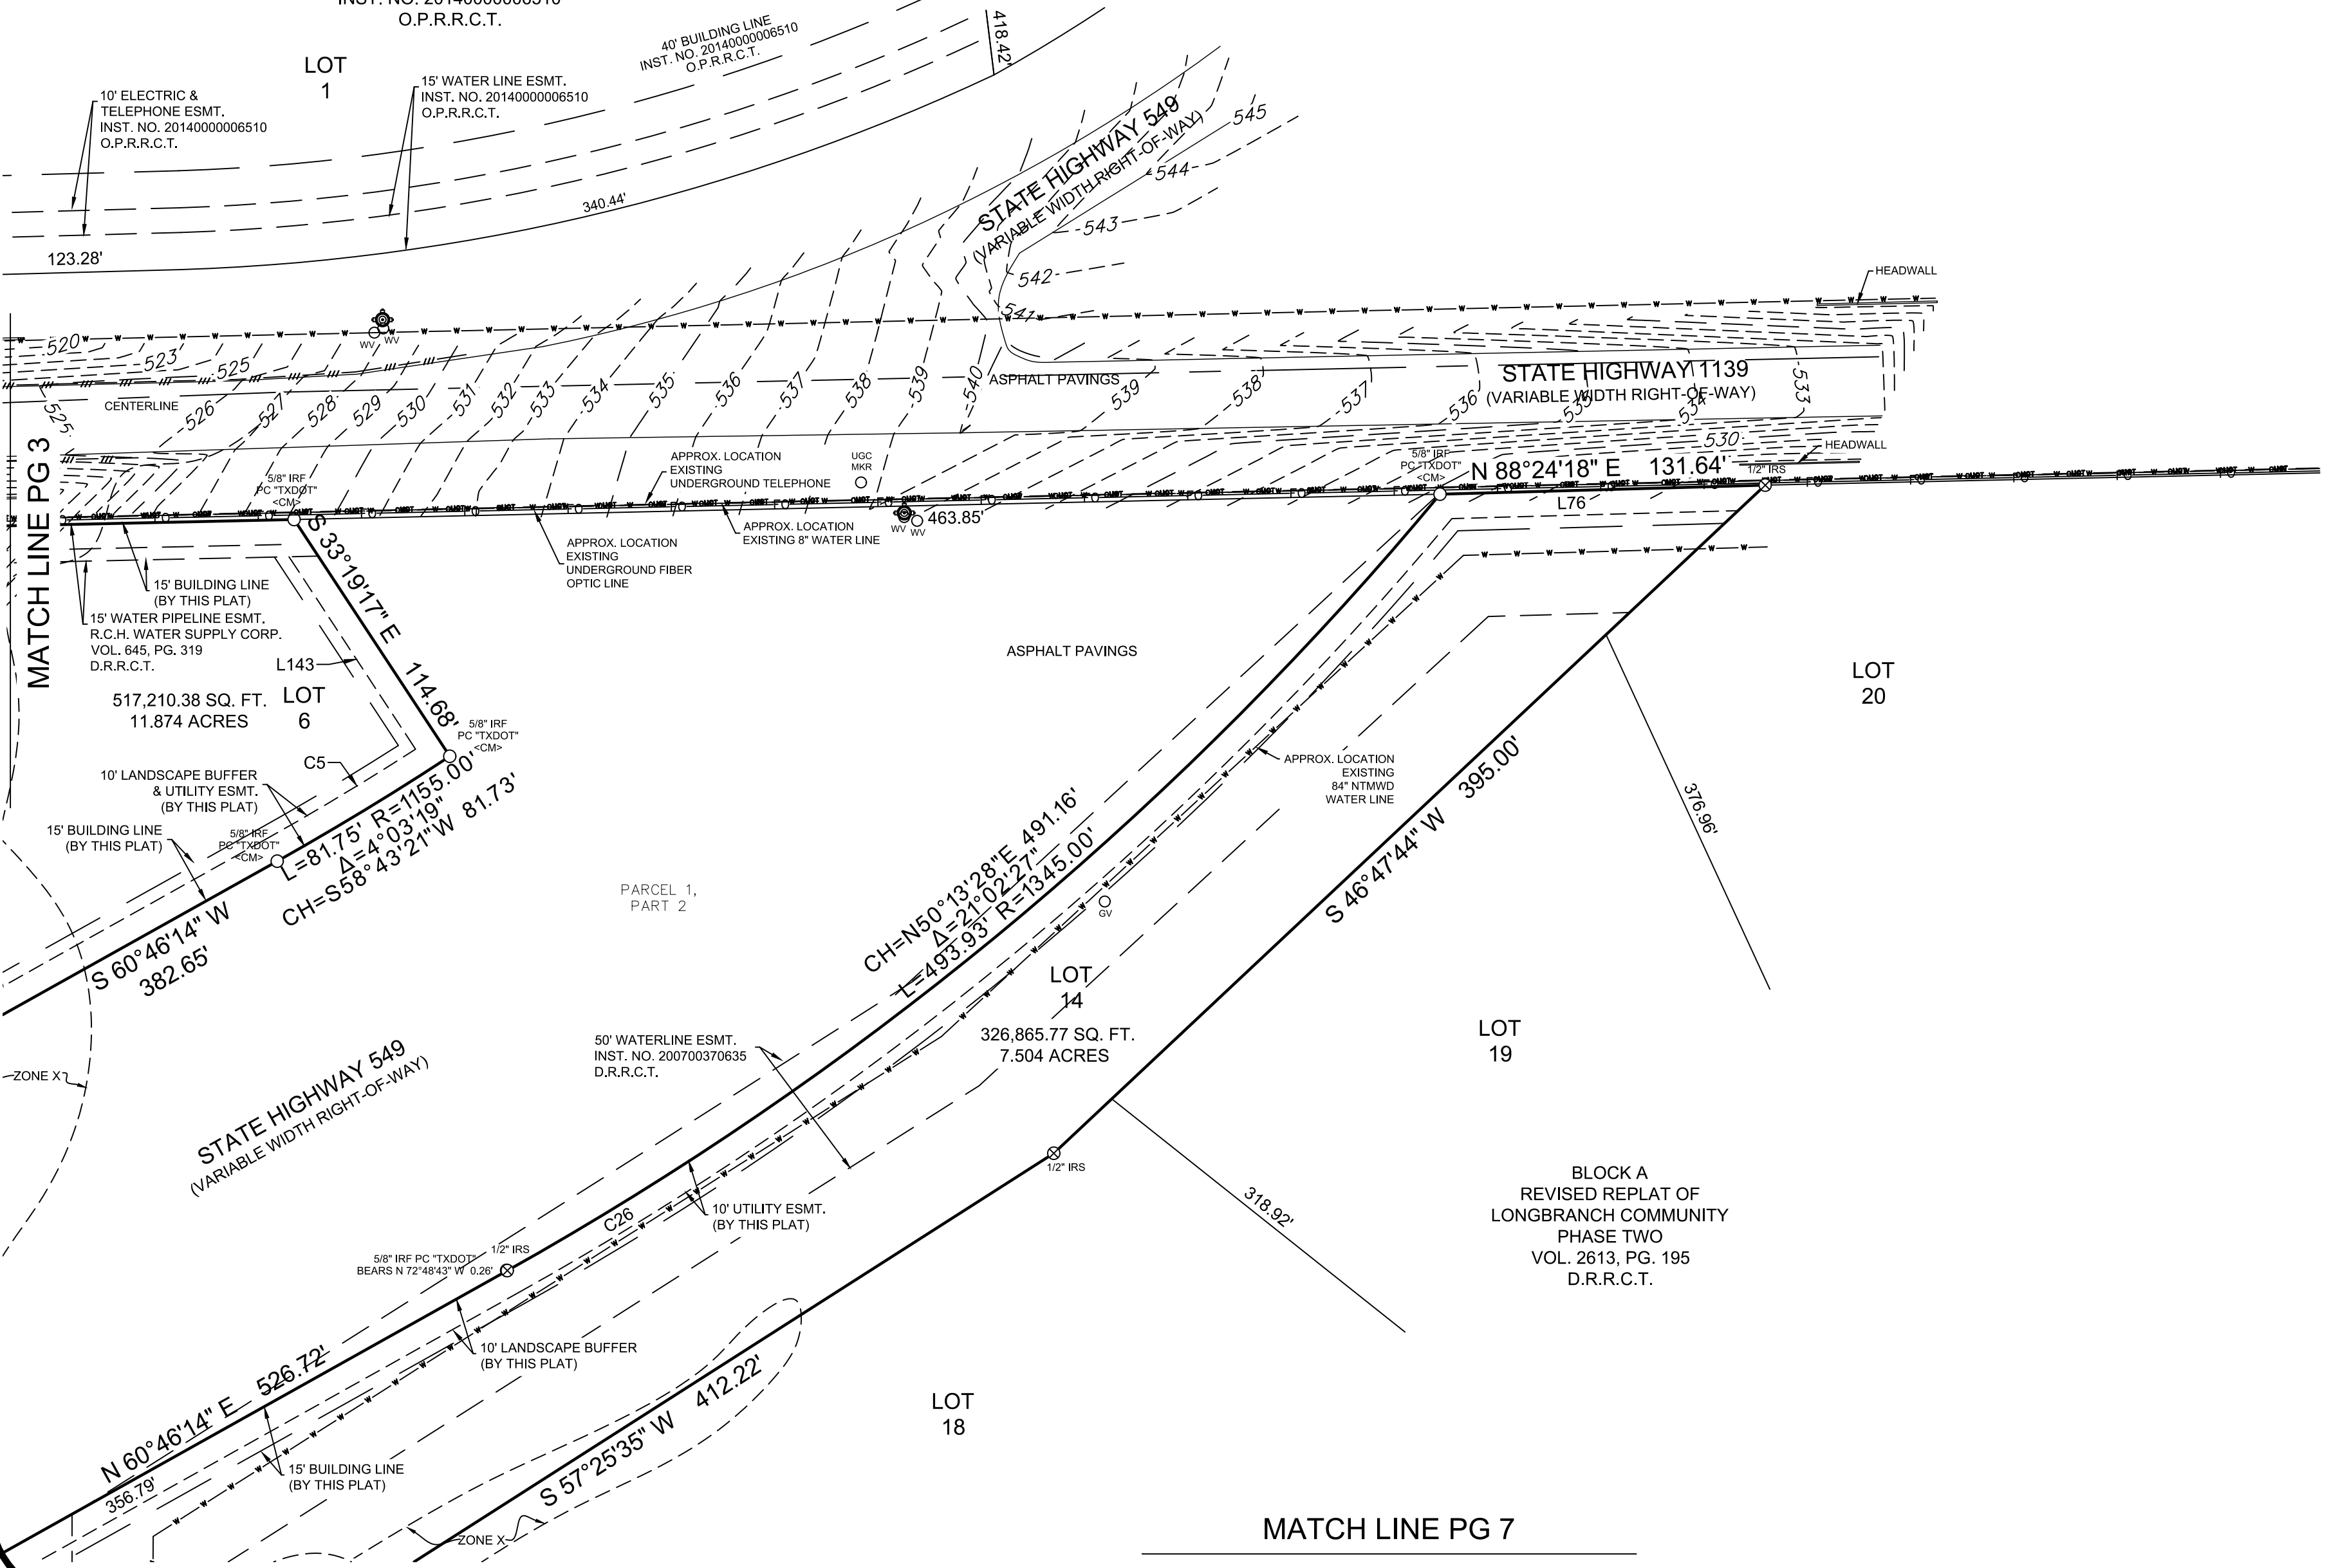 INST. NO. 20140000006510
O.P.R.R.C.T.
LOT
1
10' ELECTRIC &
TELEPHONE ESMT.
INST. NO. 20140000006510
O.P.R.R.C.T.
15' WATER LINE ESMT.
INST. NO. 20140000006510
O.P.R.R.C.T.
40' BUILDING LINE
INST. NO. 20140000006510
O.P.R.R.C.T.
418.42'
340.44'
123.28'
STATE HIGHWAY 549
(VARIABLE WIDTH RIGHT-OF-WAY)
545
544
543
542
541
HEADWALL
WV
WV
520
523
525
CENTERLINE
525
526
527
528
529
530
531
532
533
534
535
536
537
538
539
540
ASPHALT PAVINGS
539
538
537
536
535
534
533
STATE HIGHWAY 1139
(VARIABLE WIDTH RIGHT-OF-WAY)
530
HEADWALL
MATCH LINE PG 3
5/8" IRF
PC "TXDOT"
<CM>
APPROX. LOCATION
EXISTING
UNDERGROUND TELEPHONE
UGC
MKR
5/8" IRF
PC "TXDOT"
<CM>
N 88°24'18" E 131.64'
1/2" IRS
L76
463.85'
WV
WV
APPROX. LOCATION
EXISTING 8" WATER LINE
APPROX. LOCATION
EXISTING
UNDERGROUND FIBER
OPTIC LINE
S 33°19'17" E 114.68'
15' BUILDING LINE
(BY THIS PLAT)
15' WATER PIPELINE ESMT.
R.C.H. WATER SUPPLY CORP.
VOL. 645, PG. 319
D.R.R.C.T.
L143
517,210.38 SQ. FT.
11.874 ACRES
LOT
6
ASPHALT PAVINGS
LOT
20
5/8" IRF
PC "TXDOT"
<CM>
C5
10' LANDSCAPE BUFFER
& UTILITY ESMT.
(BY THIS PLAT)
15' BUILDING LINE
(BY THIS PLAT)
5/8" IRF
PC "TXDOT"
<CM>
L=81.75' R=1155.00'
Δ=4°03'19"
CH=S58°43'21"W 81.73'
APPROX. LOCATION
EXISTING
84" NTMWD
WATER LINE
S 46°47'44" W 395.00'
376.96'
CH=N50°13'28"E 491.16'
Δ=21°02'27"
L=493.93' R=1345.00'
GV
PARCEL 1,
PART 2
S 60°46'14" W
382.65'
LOT
14
326,865.77 SQ. FT.
7.504 ACRES
LOT
19
50' WATERLINE ESMT.
INST. NO. 200700370635
D.R.R.C.T.
STATE HIGHWAY 549
(VARIABLE WIDTH RIGHT-OF-WAY)
ZONE X
1/2" IRS
BLOCK A
REVISED REPLAT OF
LONGBRANCH COMMUNITY
PHASE TWO
VOL. 2613, PG. 195
D.R.R.C.T.
318.92'
10' UTILITY ESMT.
(BY THIS PLAT)
C26
1/2" IRS
5/8" IRF PC "TXDOT"
BEARS N 72°48'43" W 0.26'
10' LANDSCAPE BUFFER
(BY THIS PLAT)
N 60°46'14" E 526.72'
356.79'
15' BUILDING LINE
(BY THIS PLAT)
S 57°25'35" W 412.22'
LOT
18
ZONE X
MATCH LINE PG 7